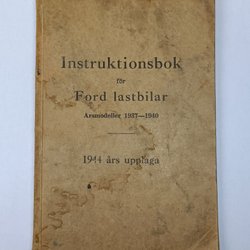 Instruktionsbok
för
Ford lastbilar
Årsmodeller 1937—1940
1944 års upplaga